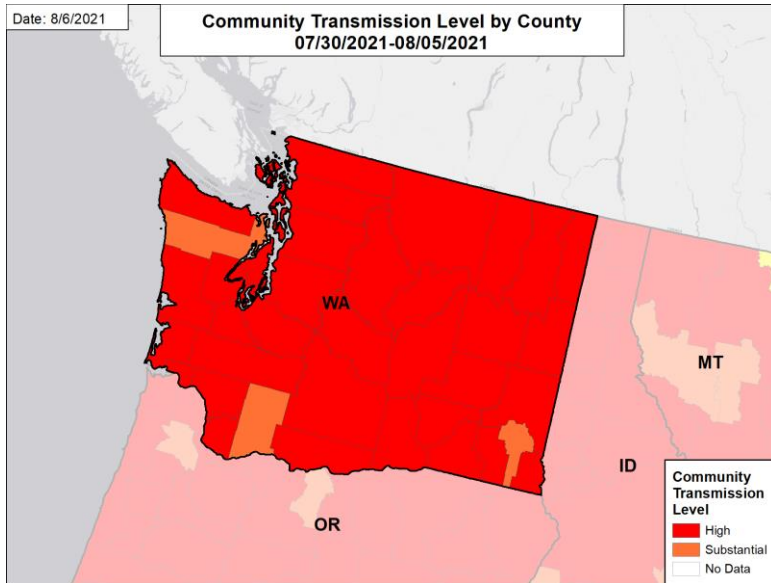 Date: 8/6/2021
Community Transmission Level by County
07/30/2021-08/05/2021
WA
MT
ID
OR
Community
Transmission
Level
High
Substantial
No Data